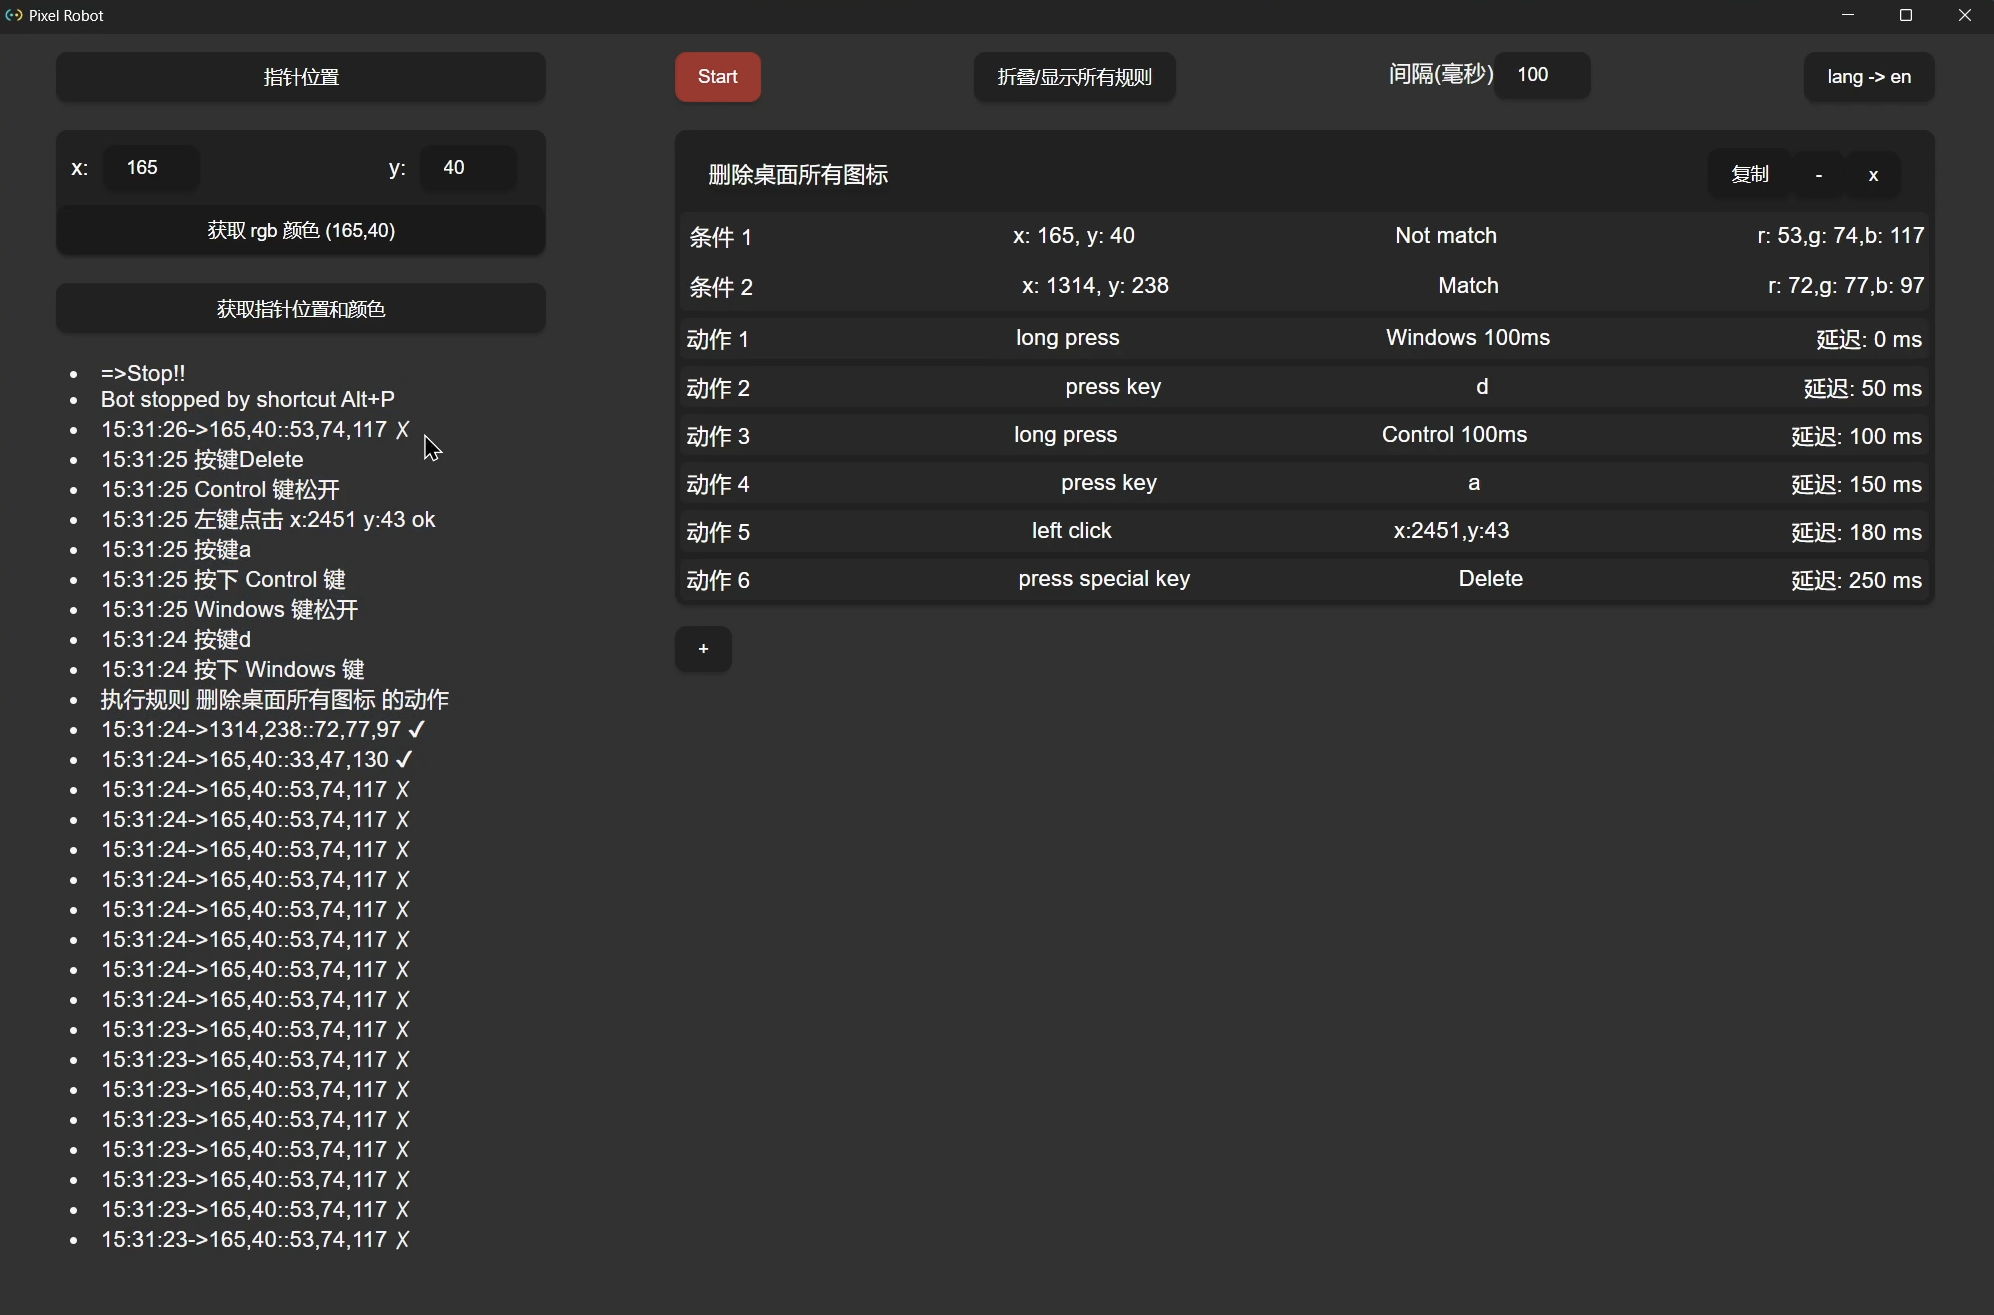 Pixel Robot
指针位置
x: 165 y: 40
获取 rgb 颜色 (165,40)
获取指针位置和颜色
=>Stop!!
Bot stopped by shortcut Alt+P
15:31:26->165,40::53,74,117 ✗
15:31:25 按键Delete
15:31:25 Control 键松开
15:31:25 左键点击 x:2451 y:43 ok
15:31:25 按键a
15:31:25 按下 Control 键
15:31:25 Windows 键松开
15:31:24 按键d
15:31:24 按下 Windows 键
执行规则 删除桌面所有图标 的动作
15:31:24->1314,238::72,77,97 ✓
15:31:24->165,40::33,47,130 ✓
15:31:24->165,40::53,74,117 ✗
15:31:24->165,40::53,74,117 ✗
15:31:24->165,40::53,74,117 ✗
15:31:24->165,40::53,74,117 ✗
15:31:24->165,40::53,74,117 ✗
15:31:24->165,40::53,74,117 ✗
15:31:24->165,40::53,74,117 ✗
15:31:24->165,40::53,74,117 ✗
15:31:23->165,40::53,74,117 ✗
15:31:23->165,40::53,74,117 ✗
15:31:23->165,40::53,74,117 ✗
15:31:23->165,40::53,74,117 ✗
15:31:23->165,40::53,74,117 ✗
15:31:23->165,40::53,74,117 ✗
15:31:23->165,40::53,74,117 ✗
15:31:23->165,40::53,74,117 ✗
Start 折叠/显示所有规则 间隔(毫秒) 100 lang -> en
删除桌面所有图标 复制 - x
条件 1 x: 165, y: 40 Not match r: 53,g: 74,b: 117
条件 2 x: 1314, y: 238 Match r: 72,g: 77,b: 97
动作 1 long press Windows 100ms 延迟: 0 ms
动作 2 press key d 延迟: 50 ms
动作 3 long press Control 100ms 延迟: 100 ms
动作 4 press key a 延迟: 150 ms
动作 5 left click x:2451,y:43 延迟: 180 ms
动作 6 press special key Delete 延迟: 250 ms
+